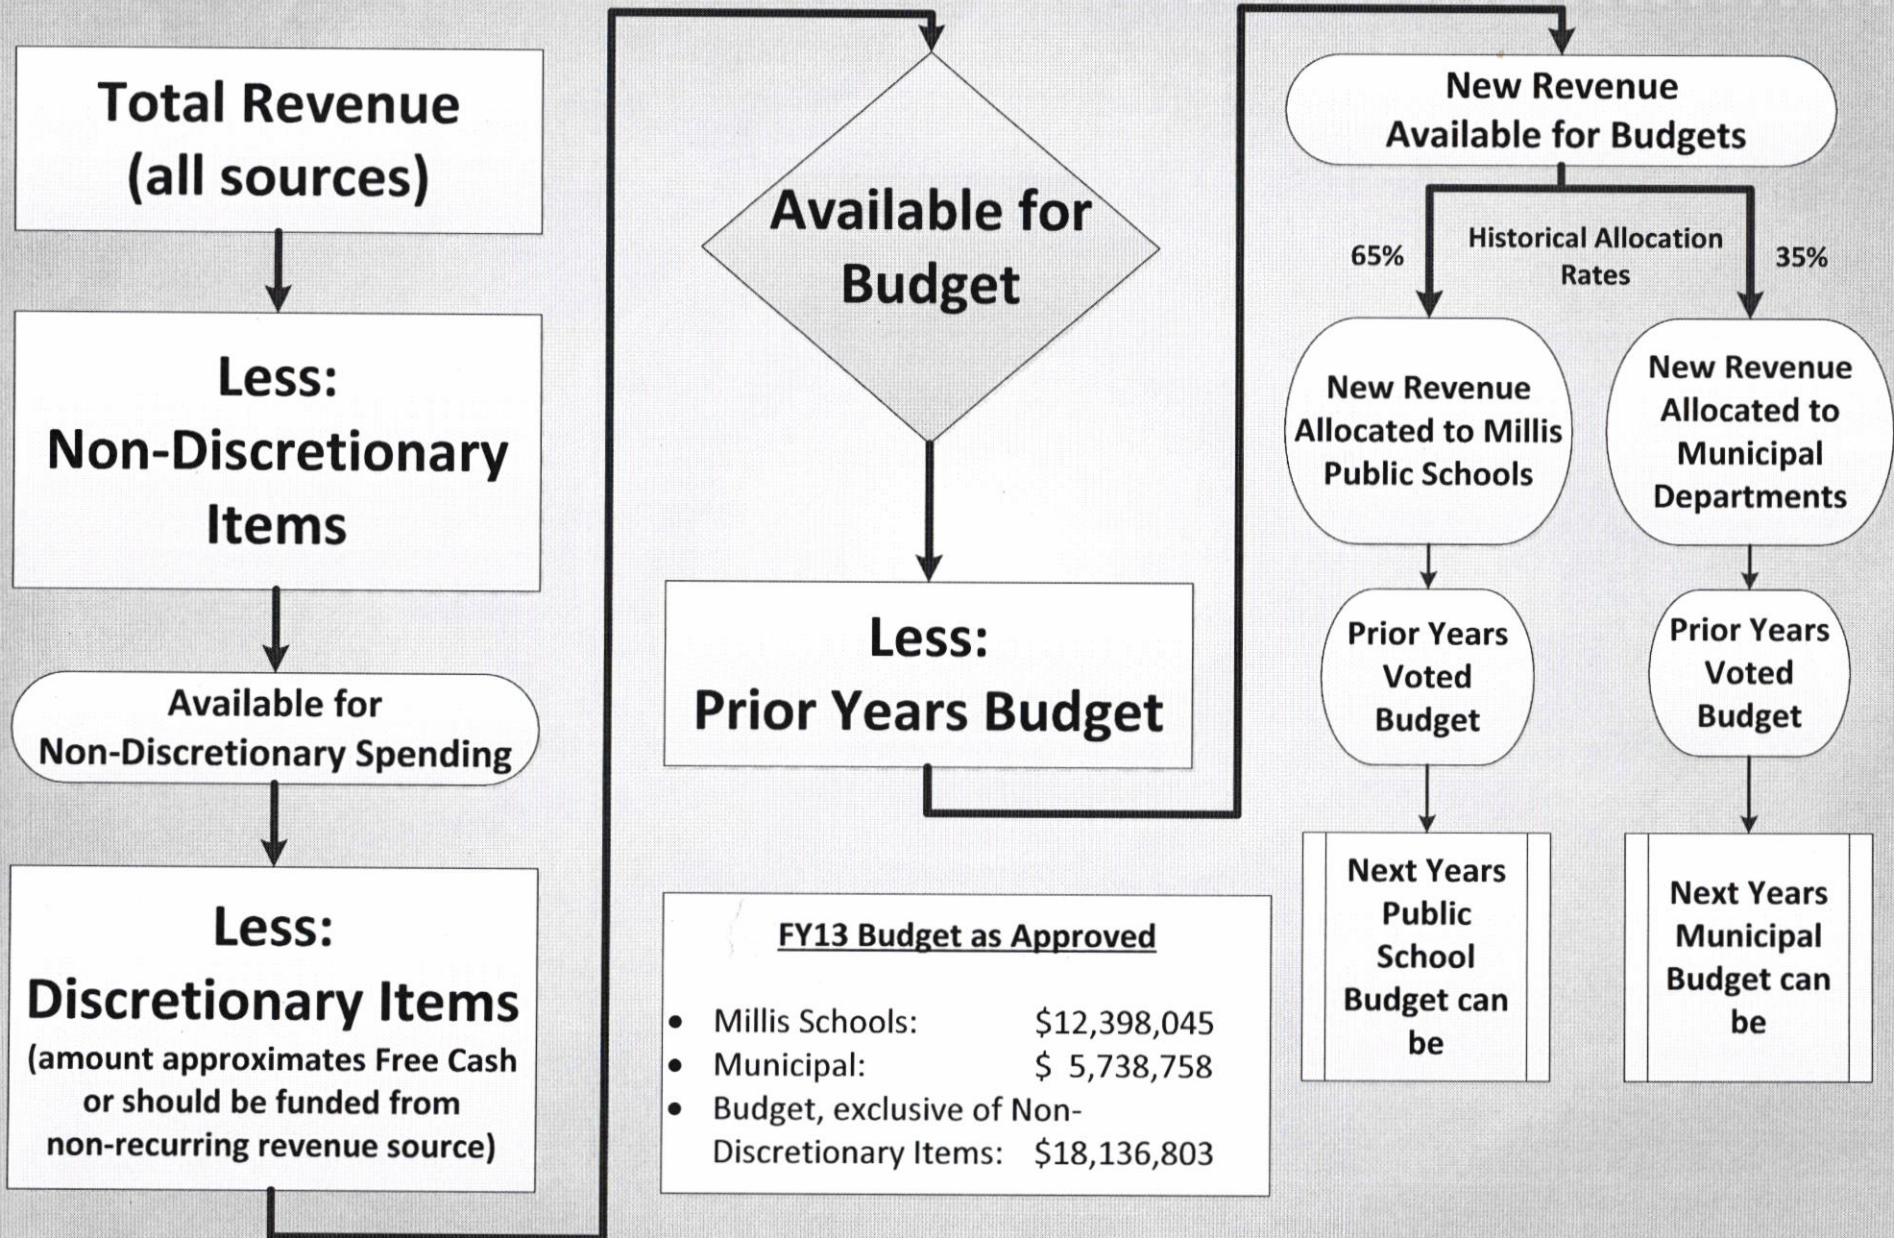 Total Revenue
(all sources)
Less:
Non-Discretionary
Items
Available for
Non-Discretionary Spending
Less:
Discretionary Items
(amount approximates Free Cash
or should be funded from
non-recurring revenue source)
Available for
Budget
Less:
Prior Years Budget
FY13 Budget as Approved
• Millis Schools: $12,398,045
• Municipal: $ 5,738,758
• Budget, exclusive of Non-
Discretionary Items: $18,136,803
New Revenue
Available for Budgets
65%
Historical Allocation
Rates
35%
New Revenue
Allocated to Millis
Public Schools
New Revenue
Allocated to
Municipal
Departments
Prior Years
Voted
Budget
Prior Years
Voted
Budget
Next Years
Public
School
Budget can
be
Next Years
Municipal
Budget can
be